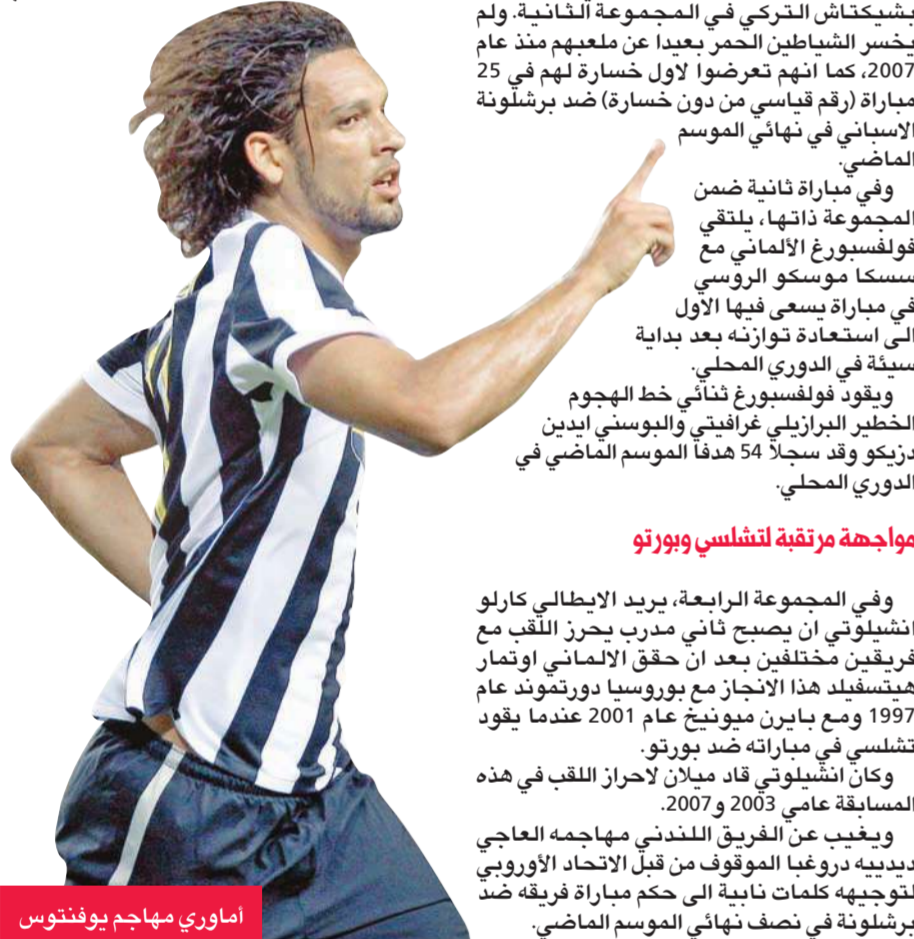 بشيكتاش التركي في المجموعة الثانية. ولم
يخسر الشياطين الحمر بعيدا عن ملعبهم منذ عام
2007، كما انهم تعرضوا لاول خسارة لهم في 25
مباراة (رقم قياسي من دون خسارة) ضد برشلونة
الاسباني في نهائي الموسم
الماضي.
وفي مباراة ثانية ضمن
المجموعة ذاتها، يلتقي
فولفسبورغ الألماني مع
سسكا موسكو الروسي
في مباراة يسعى فيها الاول
الى استعادة توازنه بعد بداية
سيئة في الدوري المحلي.
ويقود فولفسبورغ ثنائي خط الهجوم
الخطير البرازيلي غرافيتي والبوسني ايدين
دزيكو وقد سجلا 54 هدفا الموسم الماضي في
الدوري المحلي.
مواجهة مرتقبة لتشلسي وبورتو
وفي المجموعة الرابعة، يريد الايطالي كارلو
انشيلوتي ان يصبح ثاني مدرب يحرز اللقب مع
فريقين مختلفين بعد ان حقق الالماني اوتمار
هيتسفيلد هذا الانجاز مع بوروسيا دورتموند عام
1997 ومع بايرن ميونيخ عام 2001 عندما يقود
تشلسي في مباراته ضد بورتو.
وكان انشيلوتي قاد ميلان لاحراز اللقب في هذه
المسابقة عامي 2003 و2007.
ويغيب عن الفريق اللندني مهاجمه العاجي
ديدييه دروغبا الموقوف من قبل الاتحاد الأوروبي
لتوجيهه كلمات نابية الى حكم مباراة فريقه ضد
برشلونة في نصف نهائي الموسم الماضي.
أماوري مهاجم يوفنتوس